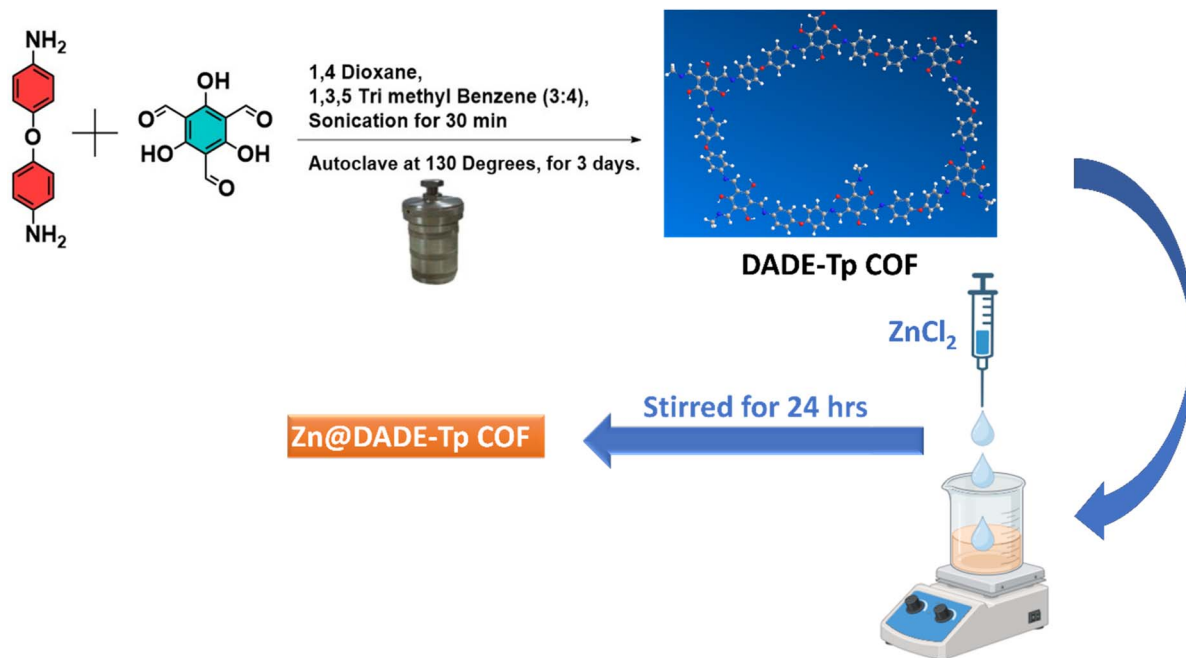 NH₂
O
NH₂
OH
O
O
HO
OH
O
1,4 Dioxane,
1,3,5 Tri methyl Benzene (3:4),
Sonication for 30 min
Autoclave at 130 Degrees, for 3 days.
DADE-Tp COF
ZnCl₂
Stirred for 24 hrs
Zn@DADE-Tp COF